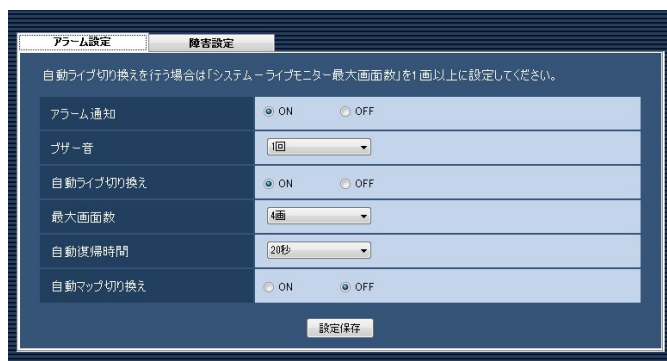 アラーム設定 障害設定
自動ライブ切り換えを行う場合は「システム－ライブモニター最大画面数」を1画以上に設定してください。
アラーム通知 ON OFF
ブザー音 1回
自動ライブ切り換え ON OFF
最大画面数 4画
自動復帰時間 20秒
自動マップ切り換え ON OFF
設定保存